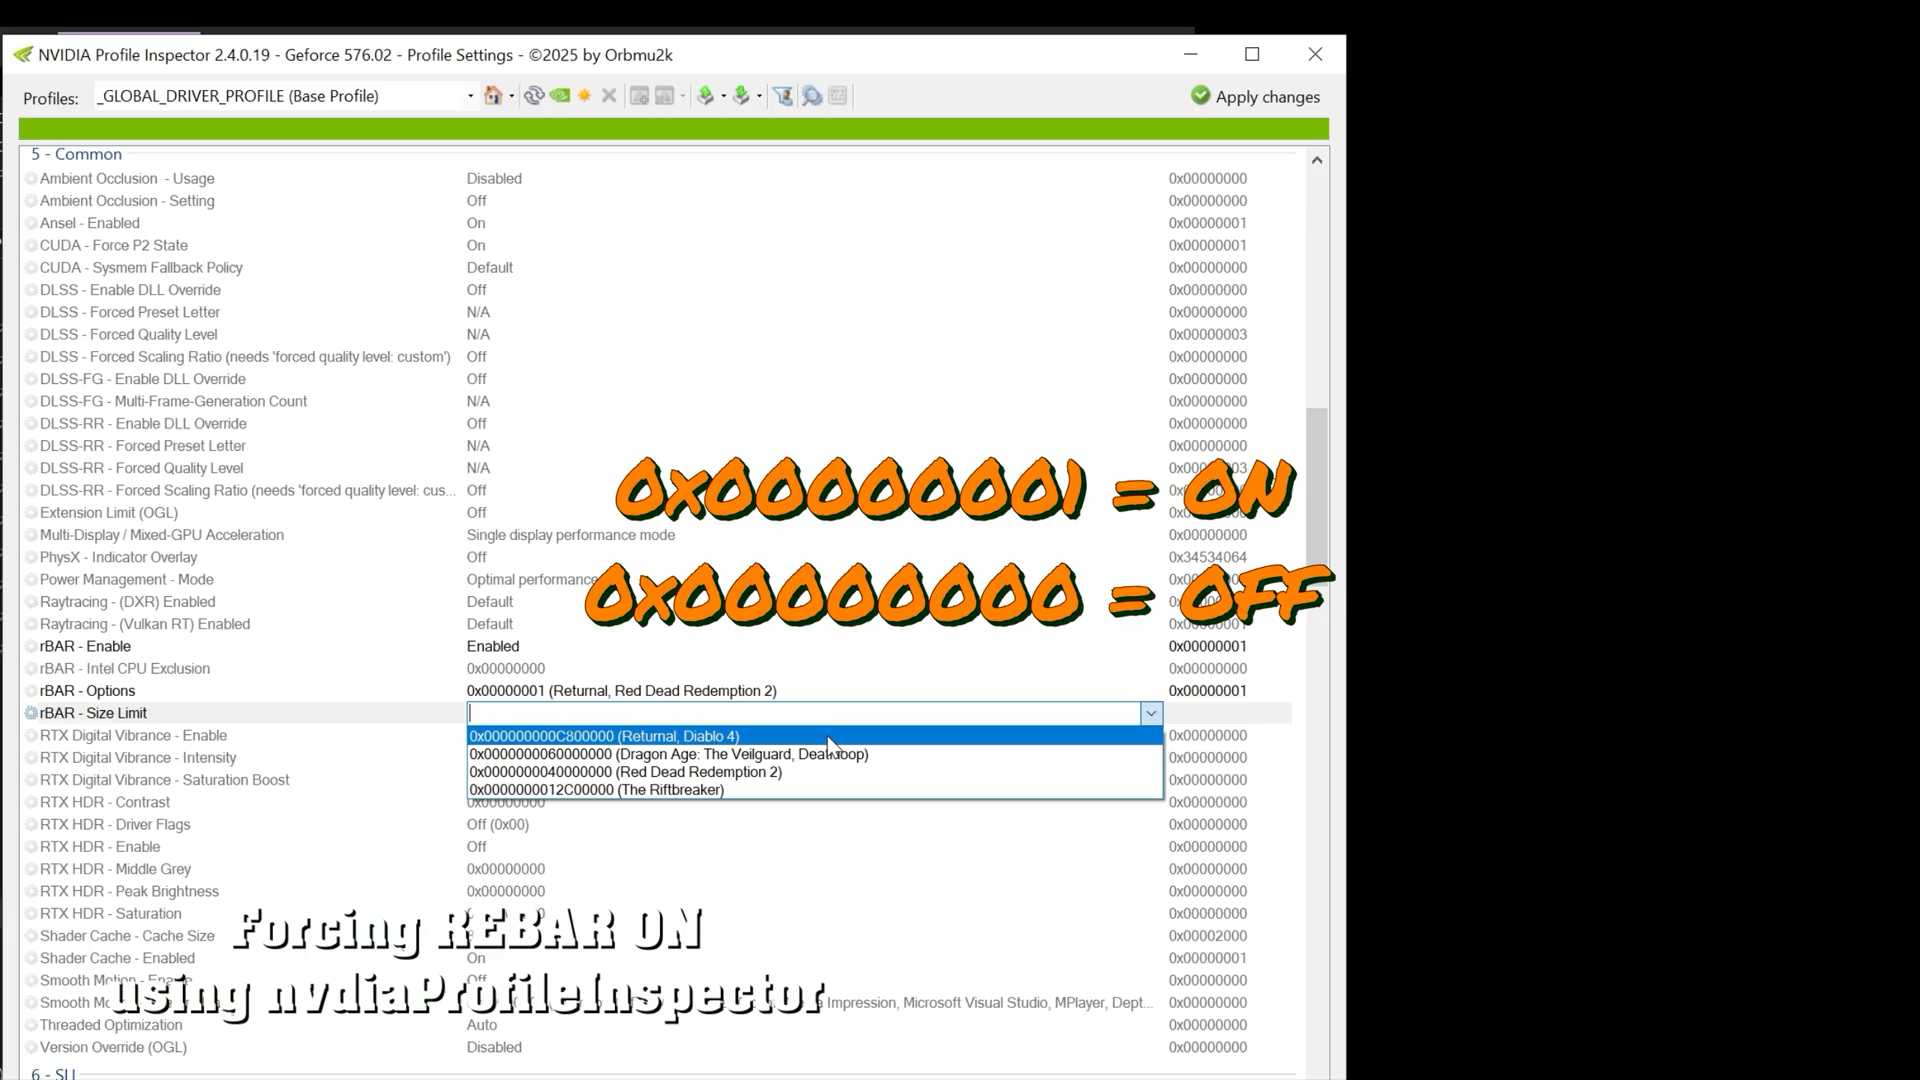 NVIDIA Profile Inspector 2.4.0.19 - Geforce 576.02 - Profile Settings - ©2025 by Orbmu2k
Profiles: _GLOBAL_DRIVER_PROFILE (Base Profile) Apply changes
5 - Common
Ambient Occlusion - Usage Disabled 0x00000000
Ambient Occlusion - Setting Off 0x00000000
Ansel - Enabled On 0x00000001
CUDA - Force P2 State On 0x00000001
CUDA - Sysmem Fallback Policy Default 0x00000000
DLSS - Enable DLL Override Off 0x00000000
DLSS - Forced Preset Letter N/A 0x00000000
DLSS - Forced Quality Level N/A 0x00000003
DLSS - Forced Scaling Ratio (needs 'forced quality level: custom') Off 0x00000000
DLSS-FG - Enable DLL Override Off 0x00000000
DLSS-FG - Multi-Frame-Generation Count N/A 0x00000000
DLSS-RR - Enable DLL Override Off 0x00000000
DLSS-RR - Forced Preset Letter N/A 0x00000000
DLSS-RR - Forced Quality Level N/A
0x00000001 = ON
DLSS-RR - Forced Scaling Ratio (needs 'forced quality level: cus... Off
Extension Limit (OGL) Off
Multi-Display / Mixed-GPU Acceleration Single display performance mode 0x00000000
PhysX - Indicator Overlay Off 0x34534064
Power Management - Mode Optimal performance
0x00000000 = OFF
Raytracing - (DXR) Enabled Default
Raytracing - (Vulkan RT) Enabled Default 0x00000001
rBAR - Enable Enabled 0x00000001
rBAR - Intel CPU Exclusion 0x00000000 0x00000000
rBAR - Options 0x00000001 (Returnal, Red Dead Redemption 2) 0x00000001
rBAR - Size Limit
0x000000000C800000 (Returnal, Diablo 4)
0x0000000060000000 (Dragon Age: The Veilguard, Deathloop)
0x0000000040000000 (Red Dead Redemption 2)
0x0000000012C00000 (The Riftbreaker)
RTX Digital Vibrance - Enable 0x00000000
RTX Digital Vibrance - Intensity 0x00000000
RTX Digital Vibrance - Saturation Boost 0x00000000
RTX HDR - Contrast 0x00000000 0x00000000
RTX HDR - Driver Flags Off (0x00) 0x00000000
RTX HDR - Enable Off 0x00000000
RTX HDR - Middle Grey 0x00000000 0x00000000
RTX HDR - Peak Brightness 0x00000000 0x00000000
RTX HDR - Saturation 0x00000000
Forcing REBAR ON
Shader Cache - Cache Size 0x00002000
Shader Cache - Enabled On 0x00000001
Smooth Motion - Off 0x00000000
using nvdiaProfileInspector
Impression, Microsoft Visual Studio, MPlayer, Dept... 0x00000000
Threaded Optimization Auto 0x00000000
Version Override (OGL) Disabled 0x00000000
6 - SLI